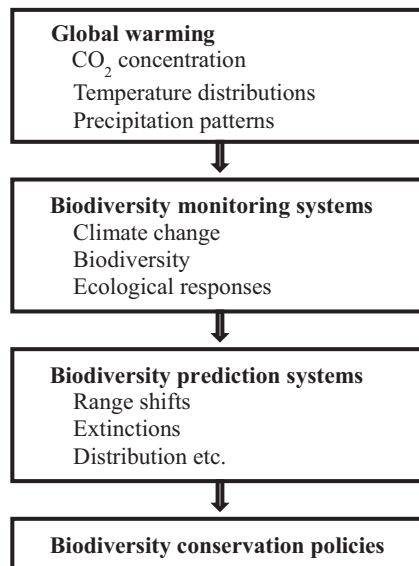 Global warming
CO₂ concentration
Temperature distributions
Precipitation patterns
Biodiversity monitoring systems
Climate change
Biodiversity
Ecological responses
Biodiversity prediction systems
Range shifts
Extinctions
Distribution etc.
Biodiversity conservation policies